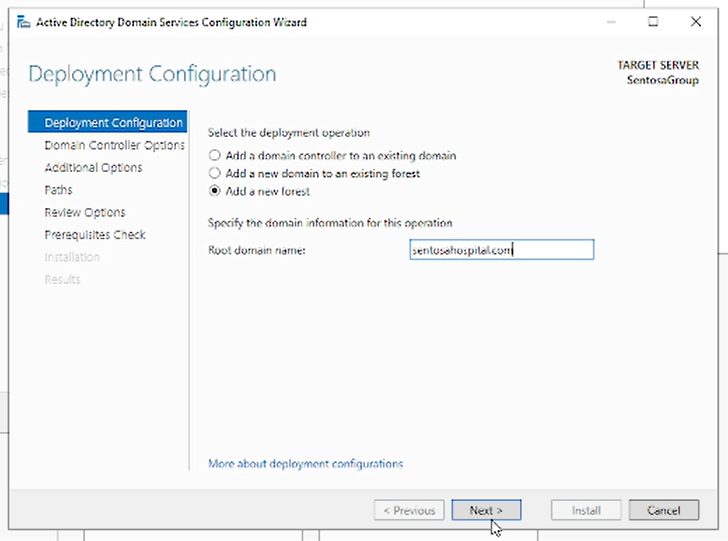 Active Directory Domain Services Configuration Wizard
Deployment Configuration
TARGET SERVER
SentosaGroup
Deployment Configuration
Domain Controller Options
Additional Options
Paths
Review Options
Prerequisites Check
Installation
Results
Select the deployment operation
Add a domain controller to an existing domain
Add a new domain to an existing forest
Add a new forest
Specify the domain information for this operation
Root domain name: sentosahospital.com
More about deployment configurations
< Previous Next > Install Cancel